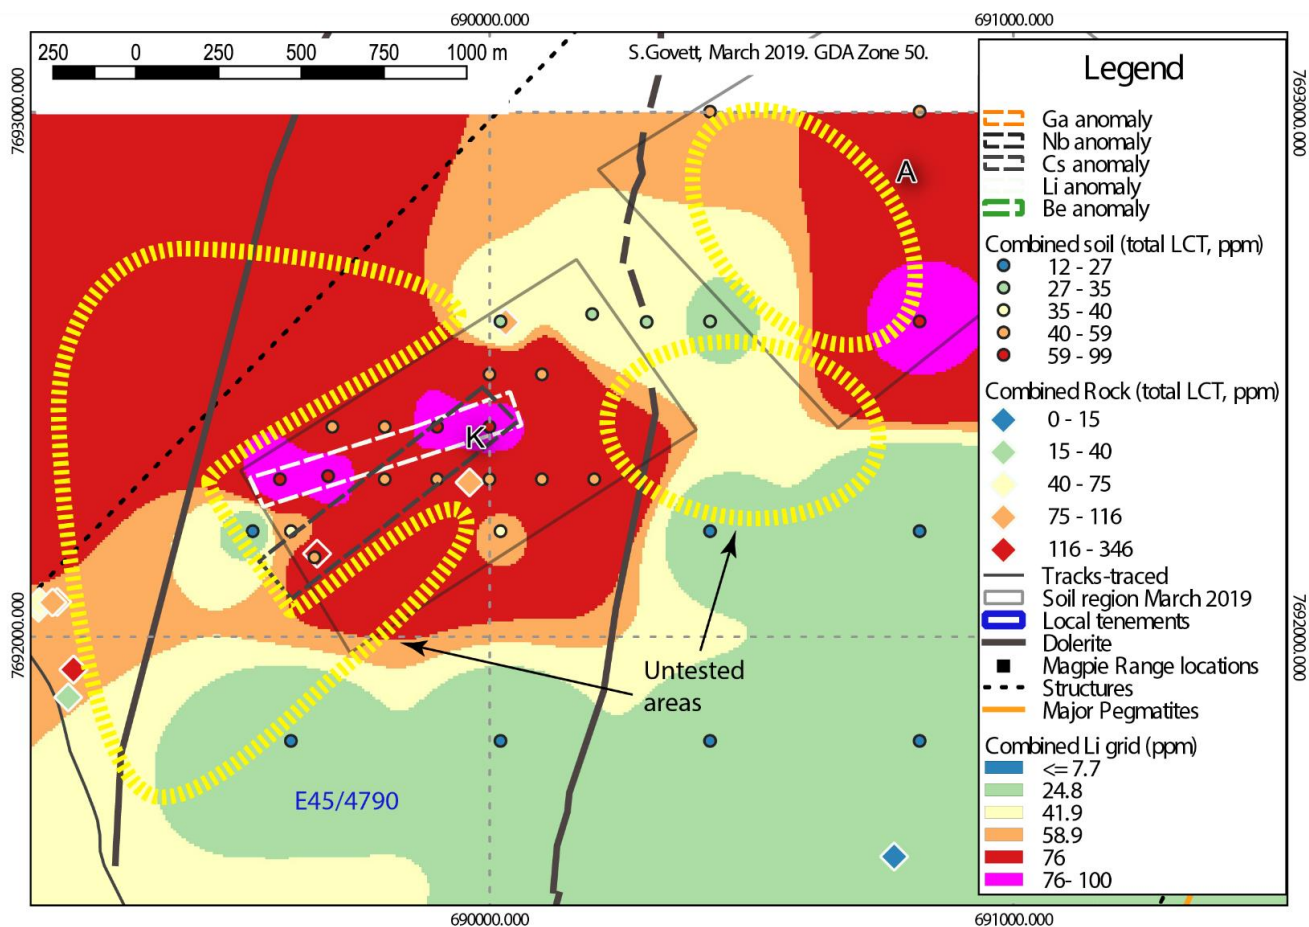 690000.000
691000.000
250 0 250 500 750 1000 m
S.Govett, March 2019. GDA Zone 50.
7693000.000
7693000.000
Legend
Ga anomaly
Nb anomaly
Cs anomaly
Li anomaly
Be anomaly
Combined soil (total LCT, ppm)
12 - 27
27 - 35
35 - 40
40 - 59
59 - 99
Combined Rock (total LCT, ppm)
0 - 15
15 - 40
40 - 75
75 - 116
116 - 346
Tracks-traced
Soil region March 2019
Local tenements
Dolerite
Magpie Range locations
Structures
Major Pegmatites
Combined Li grid (ppm)
<= 7.7
24.8
41.9
58.9
76
76- 100
A
K
7692000.000
7692000.000
Untested
areas
E45/4790
690000.000
691000.000